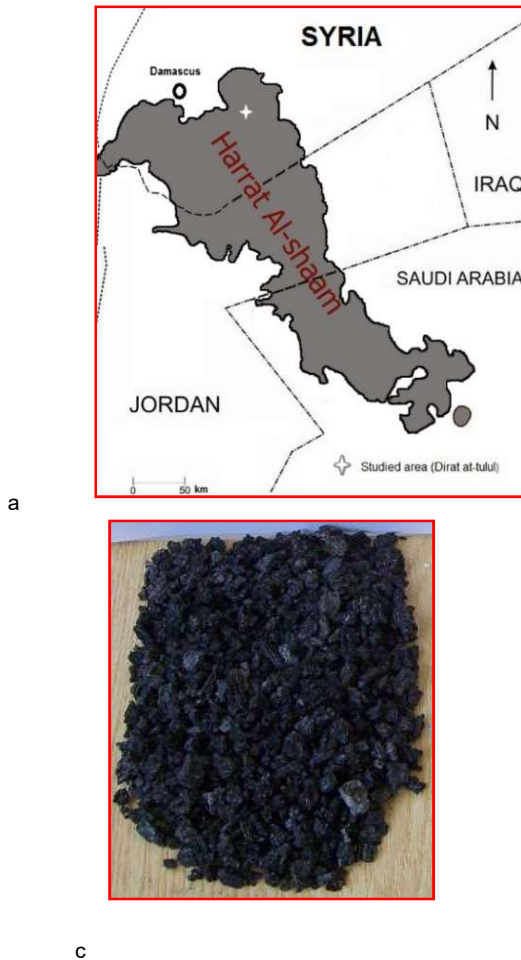 SYRIA
Damascus
N
Harrat Al-shaam
IRAQ
SAUDI ARABIA
JORDAN
Studied area (Dirat at-tulul)
0 50 km
a
c